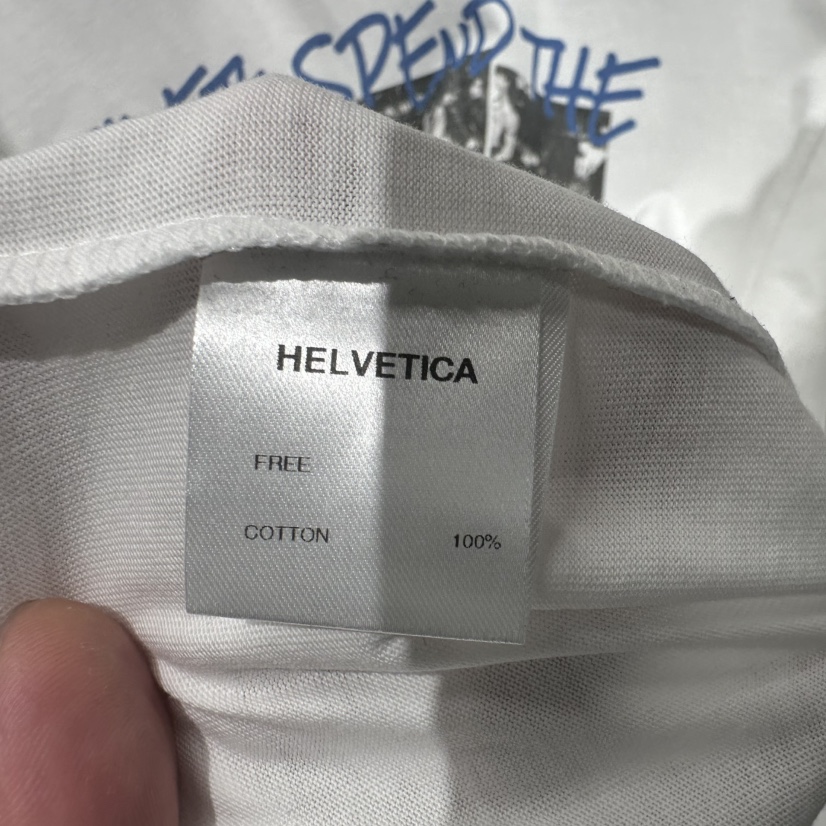 SPEND THE
HELVETICA
FREE
COTTON 100%